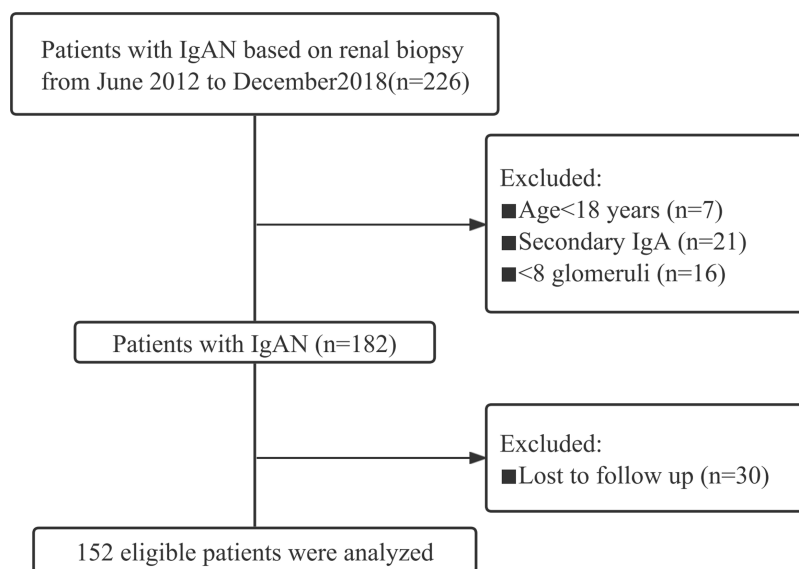 Patients with IgAN based on renal biopsy
from June 2012 to December2018(n=226)
Excluded:
■Age<18 years (n=7)
■Secondary IgA (n=21)
■<8 glomeruli (n=16)
Patients with IgAN (n=182)
Excluded:
■Lost to follow up (n=30)
152 eligible patients were analyzed